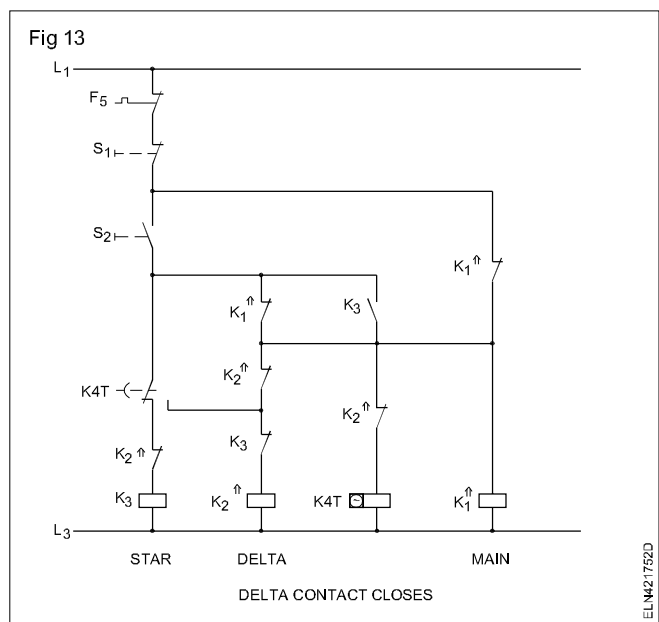 Fig 13
L1
F5
S1
S2
K1
K1
K3
K2
K4T
K2
K2
K3
K3
K2
K4T
K1
L3
STAR DELTA MAIN
DELTA CONTACT CLOSES
ELN421752D